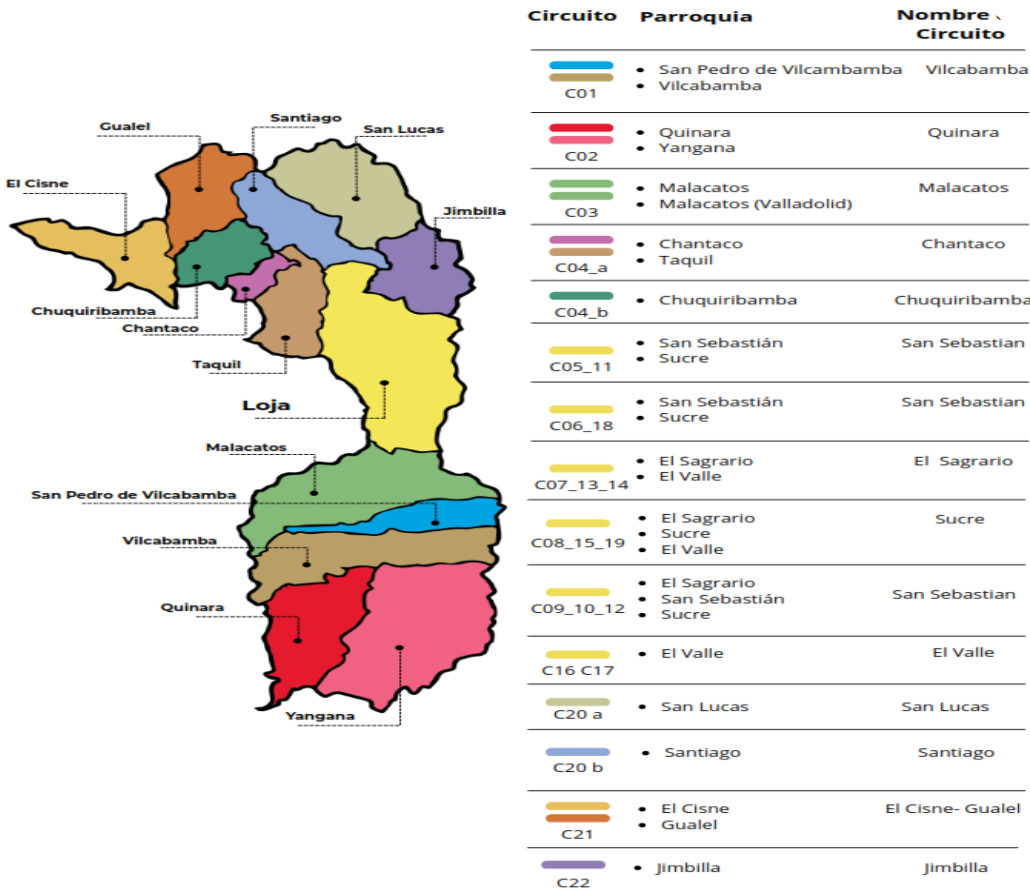 Gualel
Santiago
San Lucas
El Cisne
Jimbilla
Chuquiribamba
Chantaco
Taquil
Loja
Malacatos
San Pedro de Vilcabamba
Vilcabamba
Quinara
Yangana
Circuito Parroquia Nombre
Circuito
• San Pedro de Vilcambamba Vilcabamba
• Vilcabamba
C01
• Quinara Quinara
• Yangana
C02
• Malacatos Malacatos
• Malacatos (Valladolid)
C03
• Chantaco Chantaco
• Taquil
C04_a
• Chuquiribamba Chuquiribamba
C04_b
• San Sebastián San Sebastian
• Sucre
C05_11
• San Sebastián San Sebastian
• Sucre
C06_18
• El Sagrario El Sagrario
• El Valle
C07_13_14
• El Sagrario Sucre
• Sucre
• El Valle
C08_15_19
• El Sagrario
• San Sebastián San Sebastian
• Sucre
C09_10_12
• El Valle El Valle
C16 C17
• San Lucas San Lucas
C20 a
• Santiago Santiago
C20 b
• El Cisne El Cisne- Gualel
• Gualel
C21
• Jimbilla Jimbilla
C22